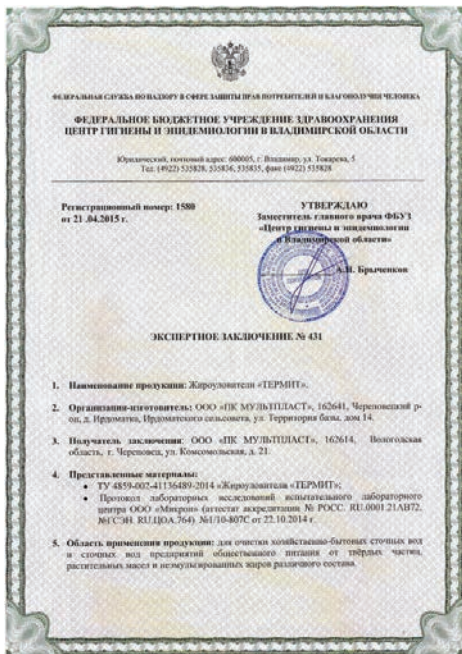 ФЕДЕРАЛЬНАЯ СЛУЖБА ПО НАДЗОРУ В СФЕРЕ ЗАЩИТЫ ПРАВ ПОТРЕБИТЕЛЕЙ И БЛАГОПОЛУЧИЯ ЧЕЛОВЕКА
ФЕДЕРАЛЬНОЕ БЮДЖЕТНОЕ УЧРЕЖДЕНИЕ ЗДРАВООХРАНЕНИЯ
ЦЕНТР ГИГИЕНЫ И ЭПИДЕМИОЛОГИИ В ВЛАДИМИРСКОЙ ОБЛАСТИ
Юридический, почтовый адрес: 600005, г. Владимир, ул. Токарева, 5
Тел. (4922) 535828, 535836, 535835, факс (4922) 535828
Регистрационный номер: 1580
от 21 .04.2015 г.
УТВЕРЖДАЮ
Заместитель главного врача ФБУЗ
«Центр гигиены и эпидемиологии
в Владимирской области»
А.Н. Брыченков
ЭКСПЕРТНОЕ ЗАКЛЮЧЕНИЕ № 431
1. Наименование продукции: Жироуловители «ТЕРМИТ».
2. Организация-изготовитель: ООО «ПК МУЛЬТПЛАСТ», 162641, Череповецкий р-
он, д. Ирдоматка, Ирдоматского сельсовета, ул. Территория базы, дом 14.
3. Получатель заключения: ООО «ПК МУЛЬТПЛАСТ», 162614, Вологодская
область, г. Череповец, ул. Комсомольская, д. 21.
4. Представленные материалы:
• ТУ 4859-002-41136489-2014 «Жироуловители «ТЕРМИТ»;
• Протокол лабораторных исследований испытательного лабораторного
центра ООО «Микрон» (аттестат аккредитации № РОСС. RU.0001.21АВ72,
№ГСЭН. RU.ЦОА.764) №1/10-807С от 22.10.2014 г.
5. Область применения продукции: для очистки хозяйственно-бытовых сточных вод
и сточных вод предприятий общественного питания от твёрдых частиц,
растительных масел и неэмульгированных жиров различного состава.